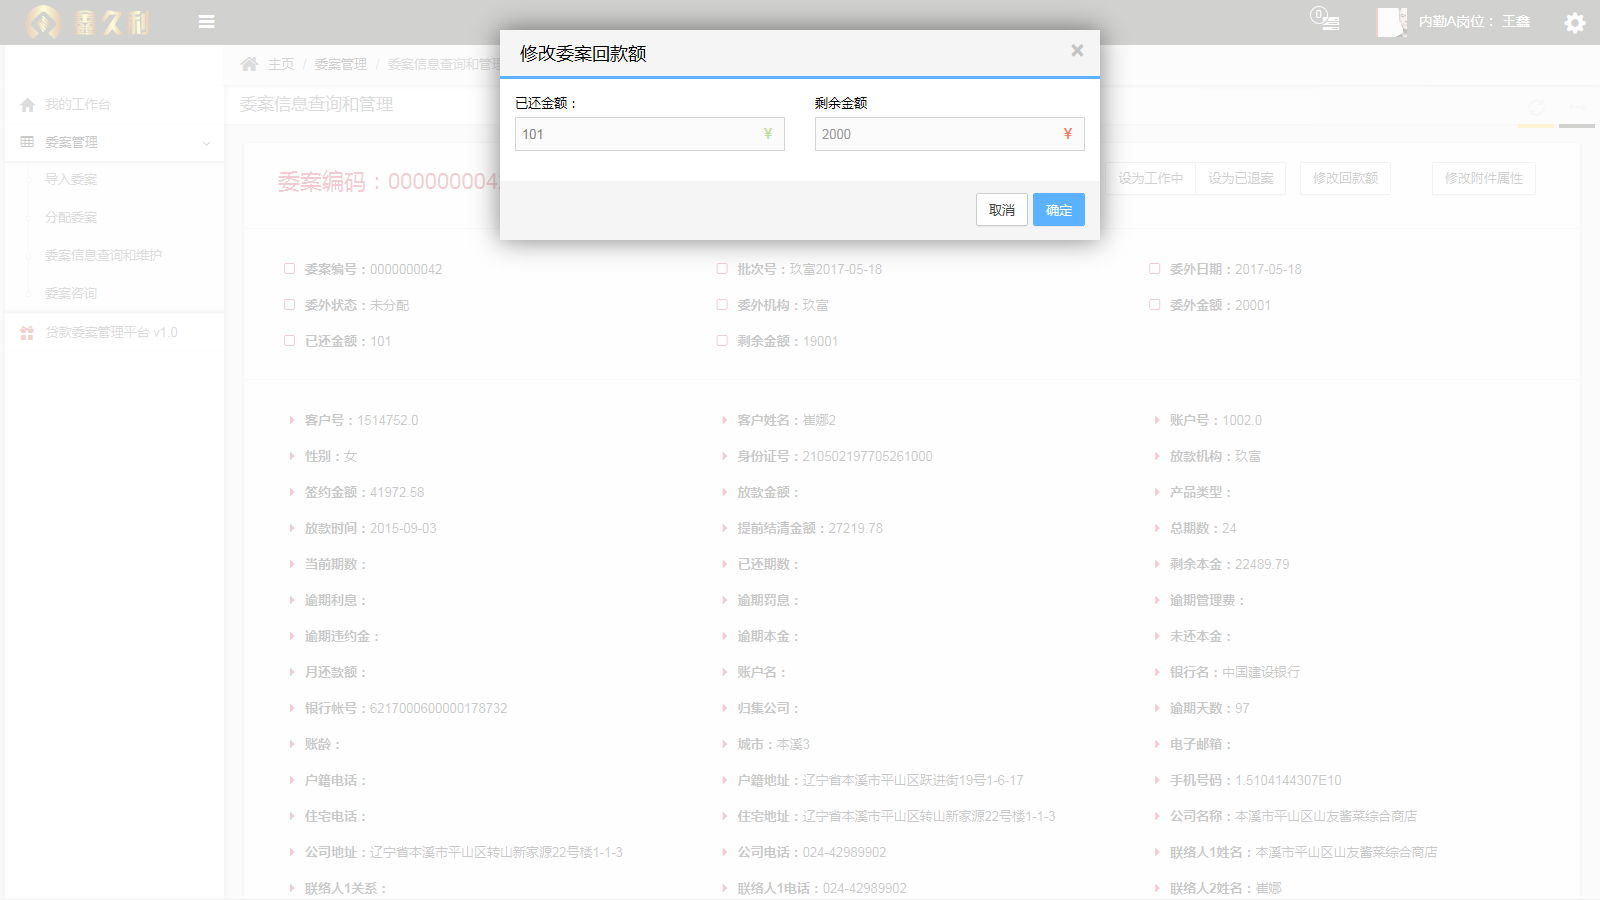 鑫久利
0
内勤A岗位： 王鑫
修改委案回款额
×
已还金额：
剩余金额
101 ¥
2000 ¥
取消 确定
主页 / 委案管理 / 委案信息查询和管理
委案信息查询和管理
我的工作台
委案管理
导入委案
分配委案
委案信息查询和维护
委案咨询
贷款委案管理平台 v1.0
委案编码：000000004
设为工作中 设为已退案 修改回款额 修改附件属性
委案编号：0000000042 批次号：玖富2017-05-18 委外日期：2017-05-18
委外状态：未分配 委外机构：玖富 委外金额：20001
已还金额：101 剩余金额：19001
客户号：1514752.0 客户姓名：崔娜2 账户号：1002.0
性别：女 身份证号：210502197705261000 放款机构：玖富
签约金额：41972.58 放款金额： 产品类型：
放款时间：2015-09-03 提前结清金额：27219.78 总期数：24
当前期数： 已还期数： 剩余本金：22489.79
逾期利息： 逾期罚息： 逾期管理费：
逾期违约金： 逾期本金： 未还本金：
月还款额： 账户名： 银行名：中国建设银行
银行帐号：6217000600000178732 归集公司： 逾期天数：97
账龄： 城市：本溪3 电子邮箱：
户籍电话： 户籍地址：辽宁省本溪市平山区跃进街19号1-6-17 手机号码：1.5104144307E10
住宅电话： 住宅地址：辽宁省本溪市平山区转山新家源22号楼1-1-3 公司名称：本溪市平山区山友酱菜综合商店
公司地址：辽宁省本溪市平山区转山新家源22号楼1-1-3 公司电话：024-42989902 联络人1姓名：本溪市平山区山友酱菜综合商店
联络人1关系： 联络人1电话：024-42989902 联络人2姓名：崔娜